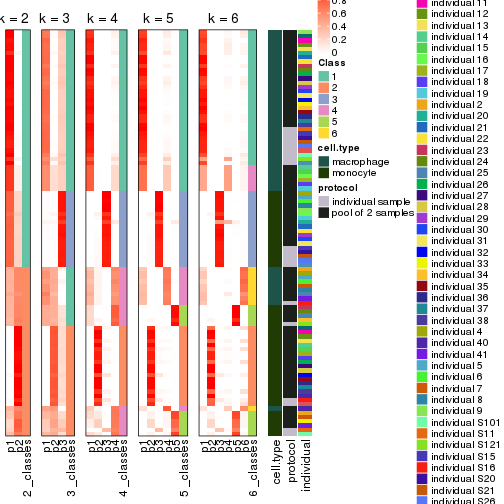 k = 2 k = 3 k = 4 k = 5 k = 6
0.8
0.6
0.4
0.2
0
Class
1
2
3
4
5
6
cell.type
macrophage
monocyte
protocol
individual sample
pool of 2 samples
individual 11
individual 12
individual 13
individual 14
individual 15
individual 16
individual 17
individual 18
individual 19
individual 2
individual 20
individual 21
individual 22
individual 23
individual 24
individual 25
individual 26
individual 27
individual 28
individual 29
individual 30
individual 31
individual 32
individual 33
individual 34
individual 35
individual 36
individual 37
individual 38
individual 4
individual 40
individual 41
individual 5
individual 6
individual 7
individual 8
individual 9
individual S101
individual S11
individual S121
individual S15
individual S16
individual S20
individual S21
individual S26
p1 p2 2_classes
p1 p2 p3 3_classes
p1 p2 p3 p4 4_classes
p1 p2 p3 p4 p5 5_classes
p1 p2 p3 p4 p5 p6 6_classes
cell.type
protocol
individual